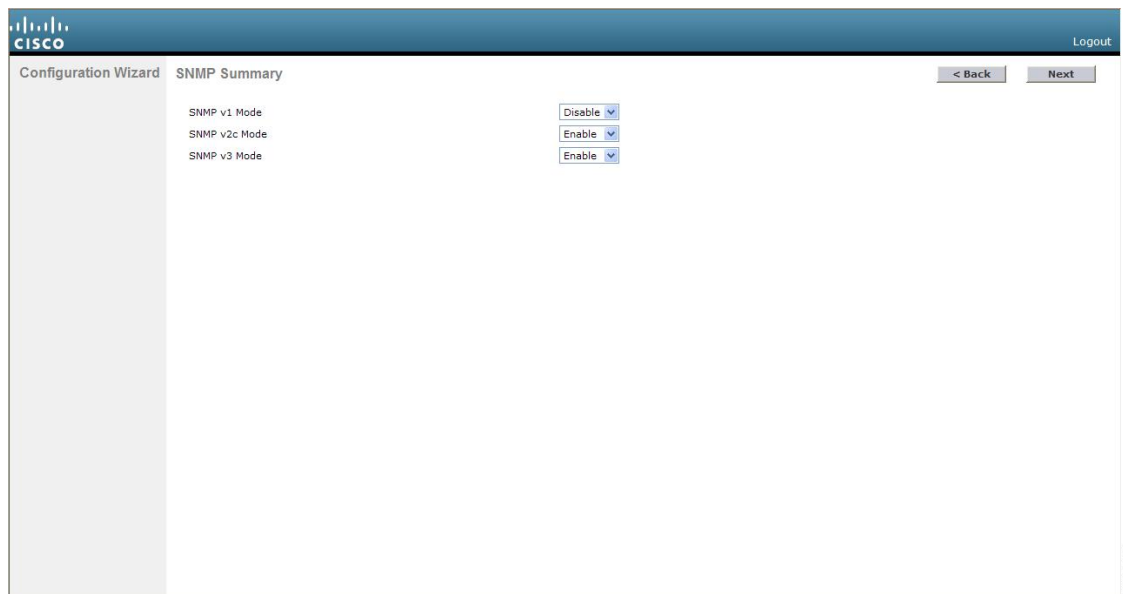 CISCO
Logout
Configuration Wizard
SNMP Summary
< Back
Next
SNMP v1 Mode Disable
SNMP v2c Mode Enable
SNMP v3 Mode Enable